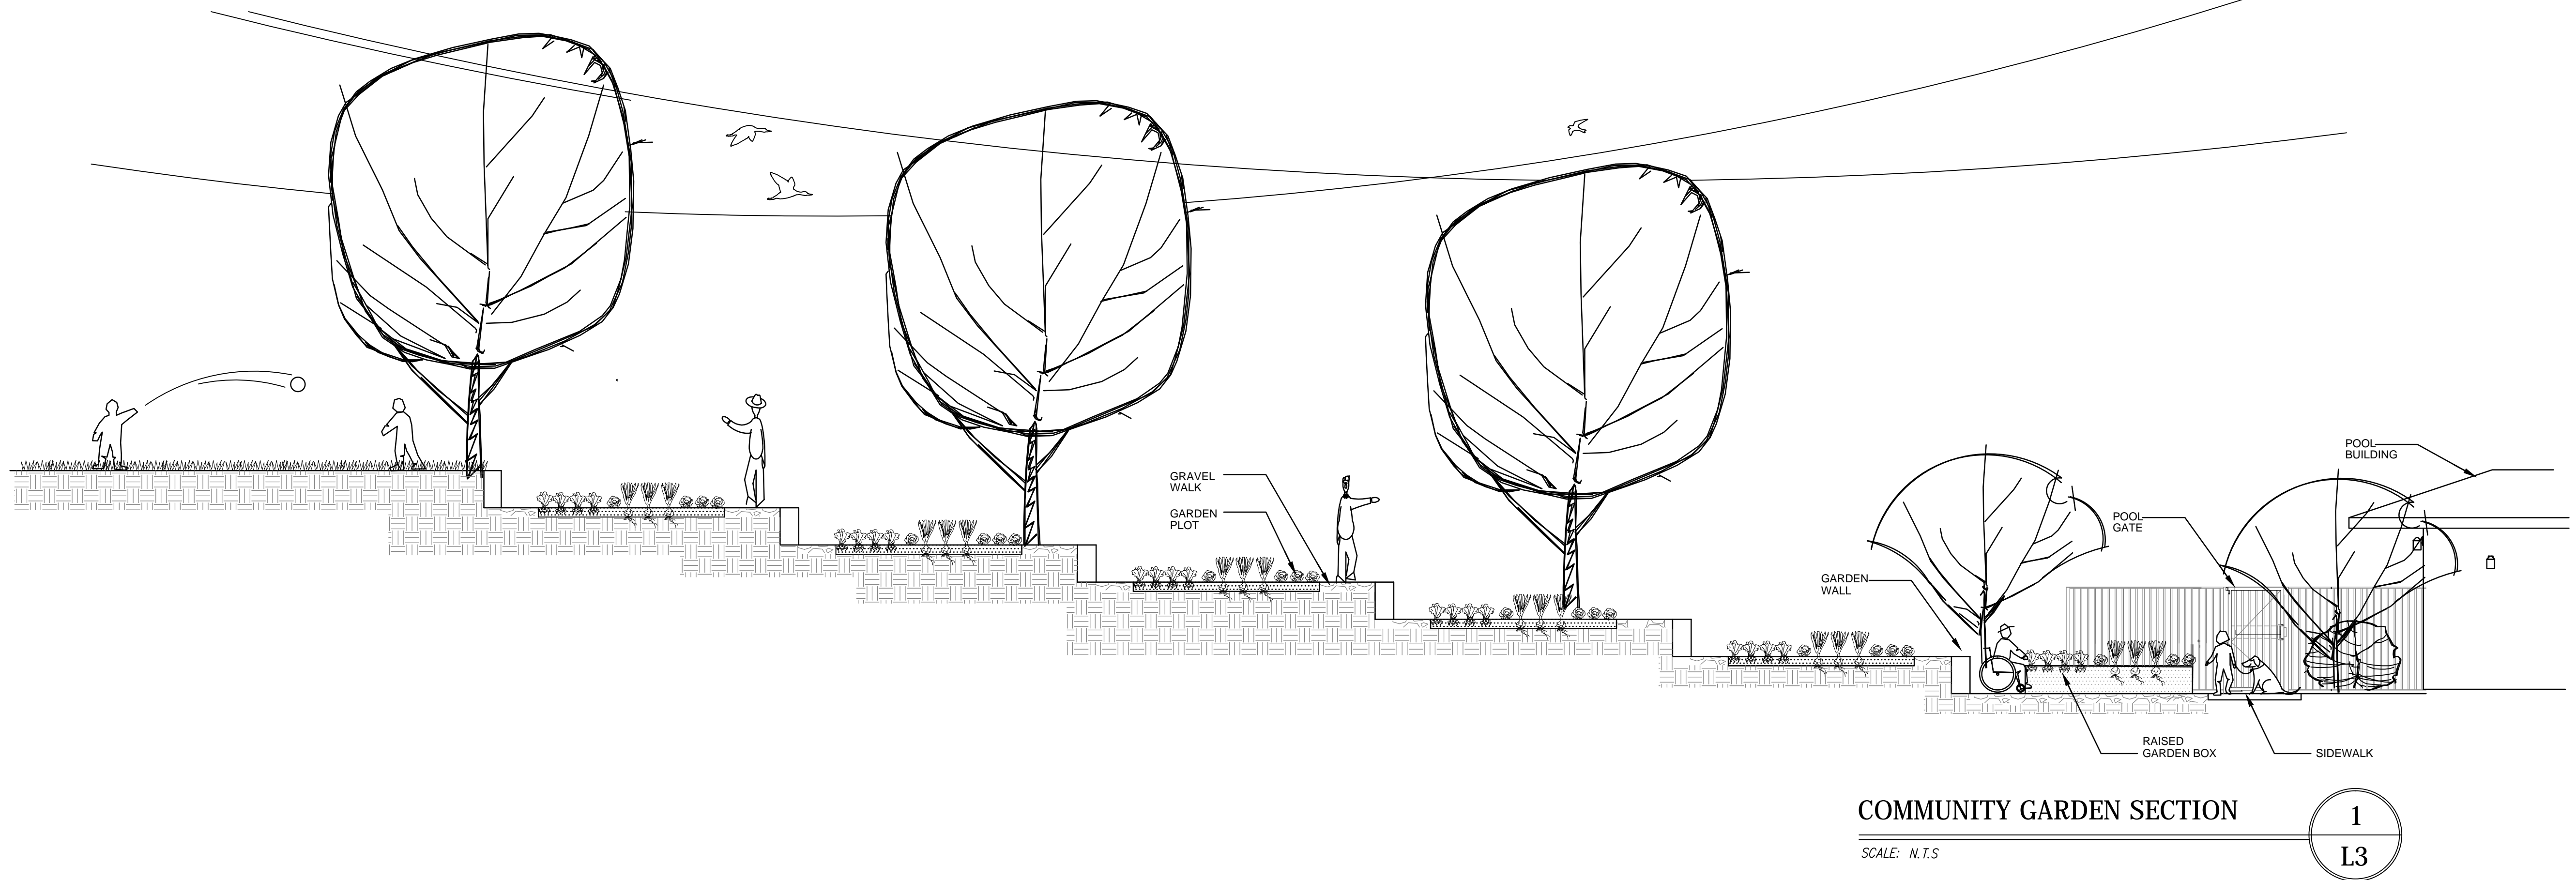 GRAVEL
WALK
GARDEN
PLOT
POOL
BUILDING
POOL
GATE
GARDEN
WALL
RAISED
GARDEN BOX
SIDEWALK
COMMUNITY GARDEN SECTION
SCALE: N.T.S
1
L3